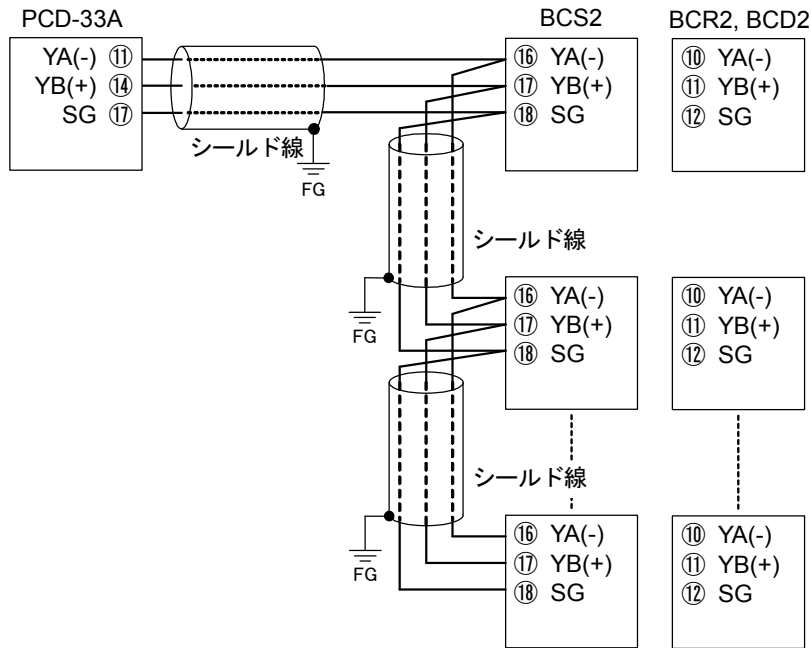 PCD-33A
YA(-) ⑪
YB(+) ⑭
SG ⑰
シールド線
FG
BCS2
⑯ YA(-)
⑰ YB(+)
⑱ SG
BCR2, BCD2
⑩ YA(-)
⑪ YB(+)
⑫ SG
シールド線
FG
⑯ YA(-)
⑰ YB(+)
⑱ SG
⑩ YA(-)
⑪ YB(+)
⑫ SG
シールド線
FG
⑯ YA(-)
⑰ YB(+)
⑱ SG
⑩ YA(-)
⑪ YB(+)
⑫ SG